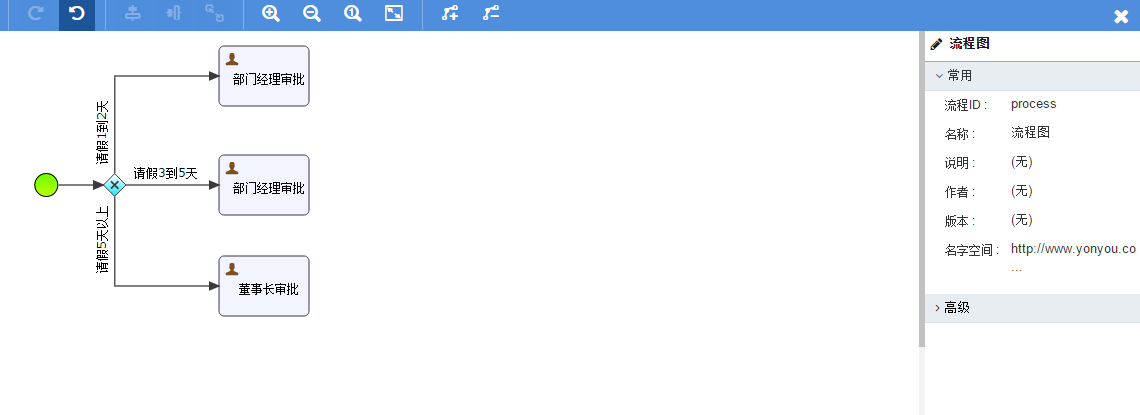 部门经理审批
请假1到2天
请假3到5天
部门经理审批
请假5天以上
董事长审批
流程图
常用
流程ID : process
名称 : 流程图
说明 : (无)
作者 : (无)
版本 : (无)
名字空间 : http://www.yonyou.co
...
高级